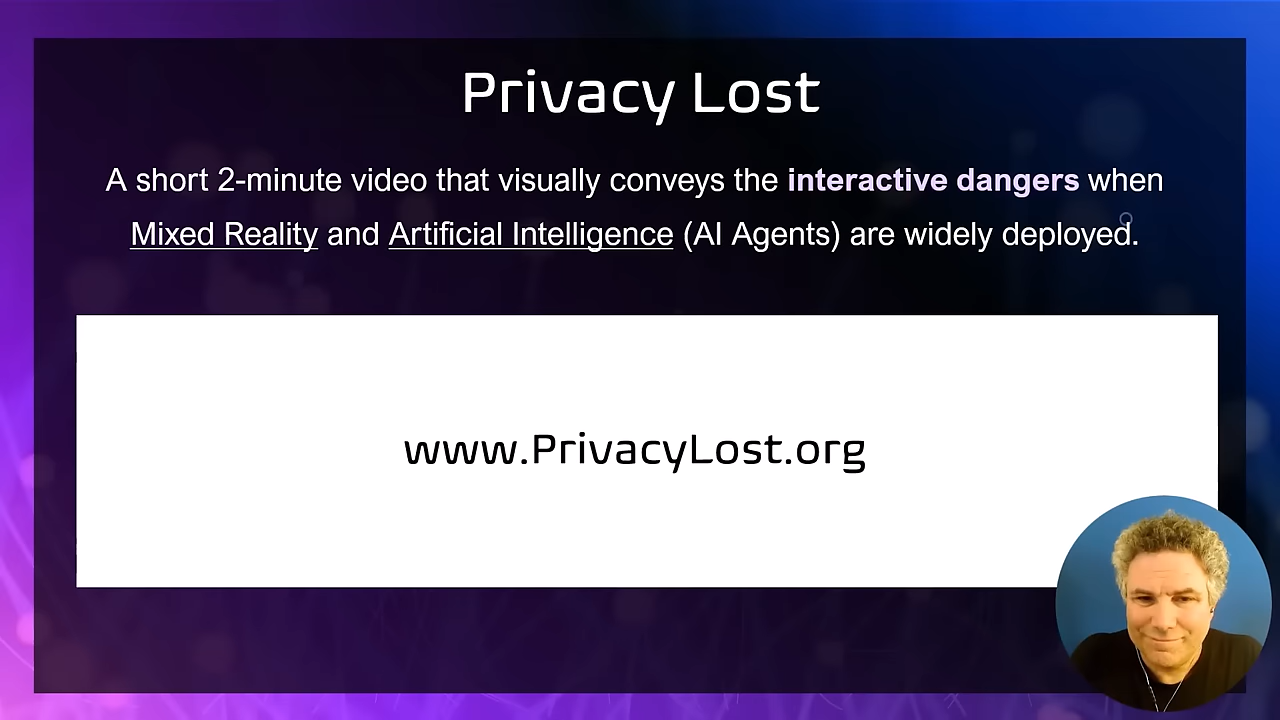 Privacy Lost
A short 2-minute video that visually conveys the interactive dangers when
Mixed Reality and Artificial Intelligence (AI Agents) are widely deployed.
www.PrivacyLost.org